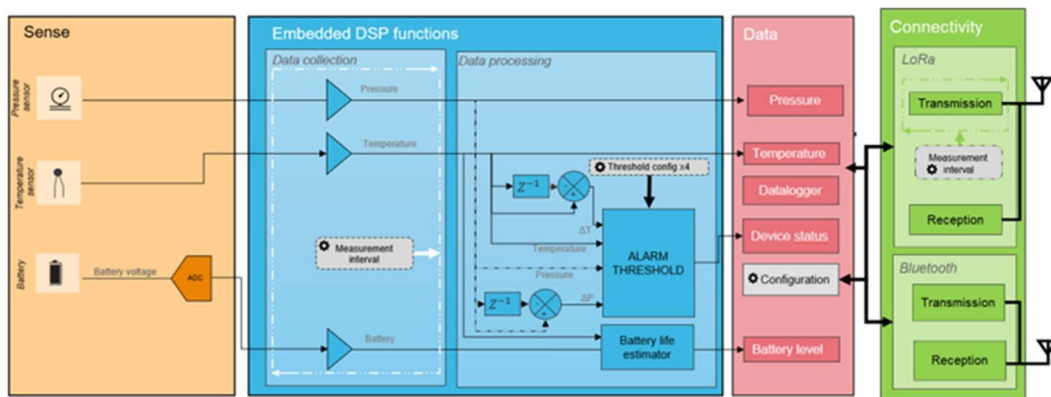 Sense
Pressure
sensor
Temperature
sensor
Battery
Battery voltage
ADC
Embedded DSP functions
Data collection
Pressure
Temperature
Measurement
interval
Battery
Data processing
Threshold config x4
Z⁻¹
ΔT
Temperature
Pressure
Z⁻¹
ΔP
ALARM
THRESHOLD
Battery life
estimator
Data
Pressure
Temperature
Datalogger
Device status
Configuration
Battery level
Connectivity
LoRa
Transmission
Measurement
interval
Reception
Bluetooth
Transmission
Reception